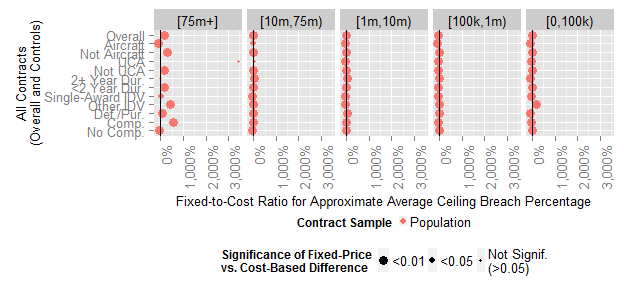 [75m+] [10m,75m) [1m,10m) [100k,1m) [0,100k)
All Contracts
(Overall and Controls)
Overall
Aircraft
Not Aircraft
UCA
Not UCA
2+ Year Dur.
<2 Year Dur.
Single-Award IDV
Other IDV
Def./Pur.
Comp.
No Comp.
0% 1,000% 2,000% 3,000% 0% 1,000% 2,000% 3,000% 0% 1,000% 2,000% 3,000% 0% 1,000% 2,000% 3,000% 0% 1,000% 2,000% 3,000%
Fixed-to-Cost Ratio for Approximate Average Ceiling Breach Percentage
Contract Sample Population
Significance of Fixed-Price
vs. Cost-Based Difference
<0.01 <0.05 Not Signif.
(>0.05)